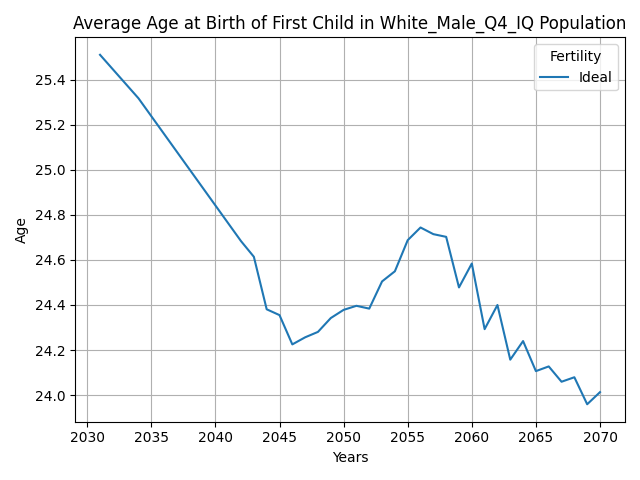 Average Age at Birth of First Child in White_Male_Q4_IQ Population
Fertility
Ideal
Age
25.4
25.2
25.0
24.8
24.6
24.4
24.2
24.0
2030 2035 2040 2045 2050 2055 2060 2065 2070
Years